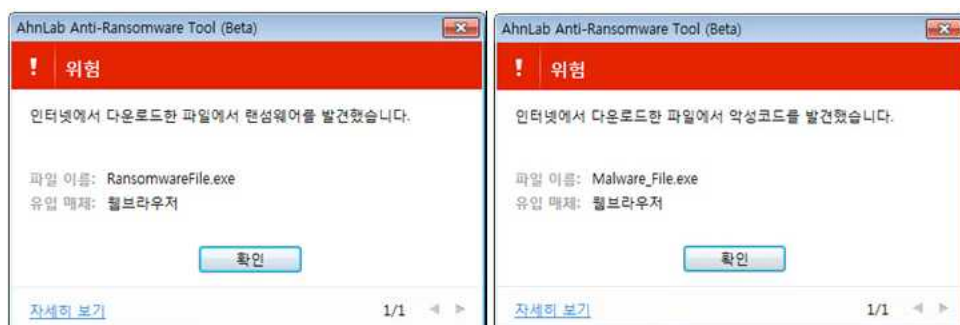 AhnLab Anti-Ransomware Tool (Beta)
! 위험
인터넷에서 다운로드한 파일에서 랜섬웨어를 발견했습니다.
파일 이름: RansomwareFile.exe
유입 매체: 웹브라우저
확인
자세히 보기 1/1
AhnLab Anti-Ransomware Tool (Beta)
! 위험
인터넷에서 다운로드한 파일에서 악성코드를 발견했습니다.
파일 이름: Malware_File.exe
유입 매체: 웹브라우저
확인
자세히 보기 1/1